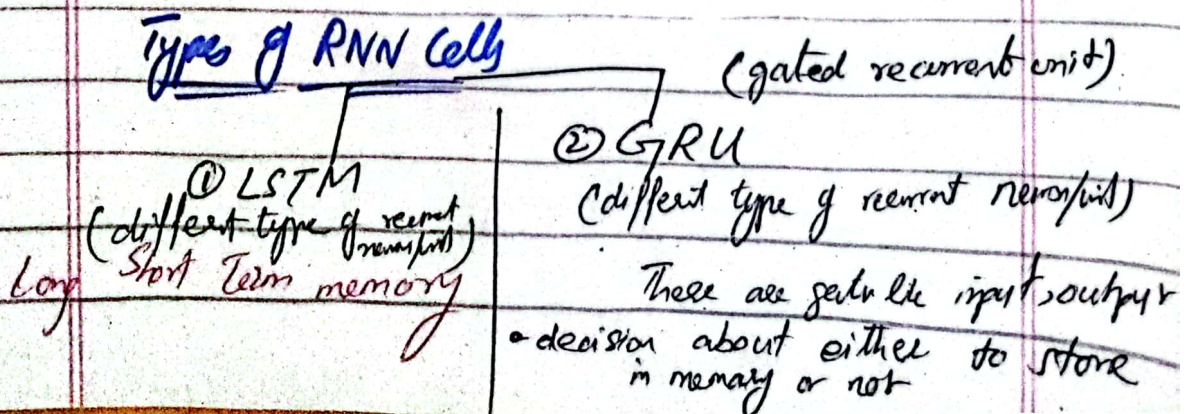 Types of RNN Cells
(gated recurrent unit)
① LSTM
(different type of recurrent neuron/unit)
Long Short Term memory
② GRU
(different type of recurrent neuron/unit)
There are like input, output
• decision about either to store
in memory or not